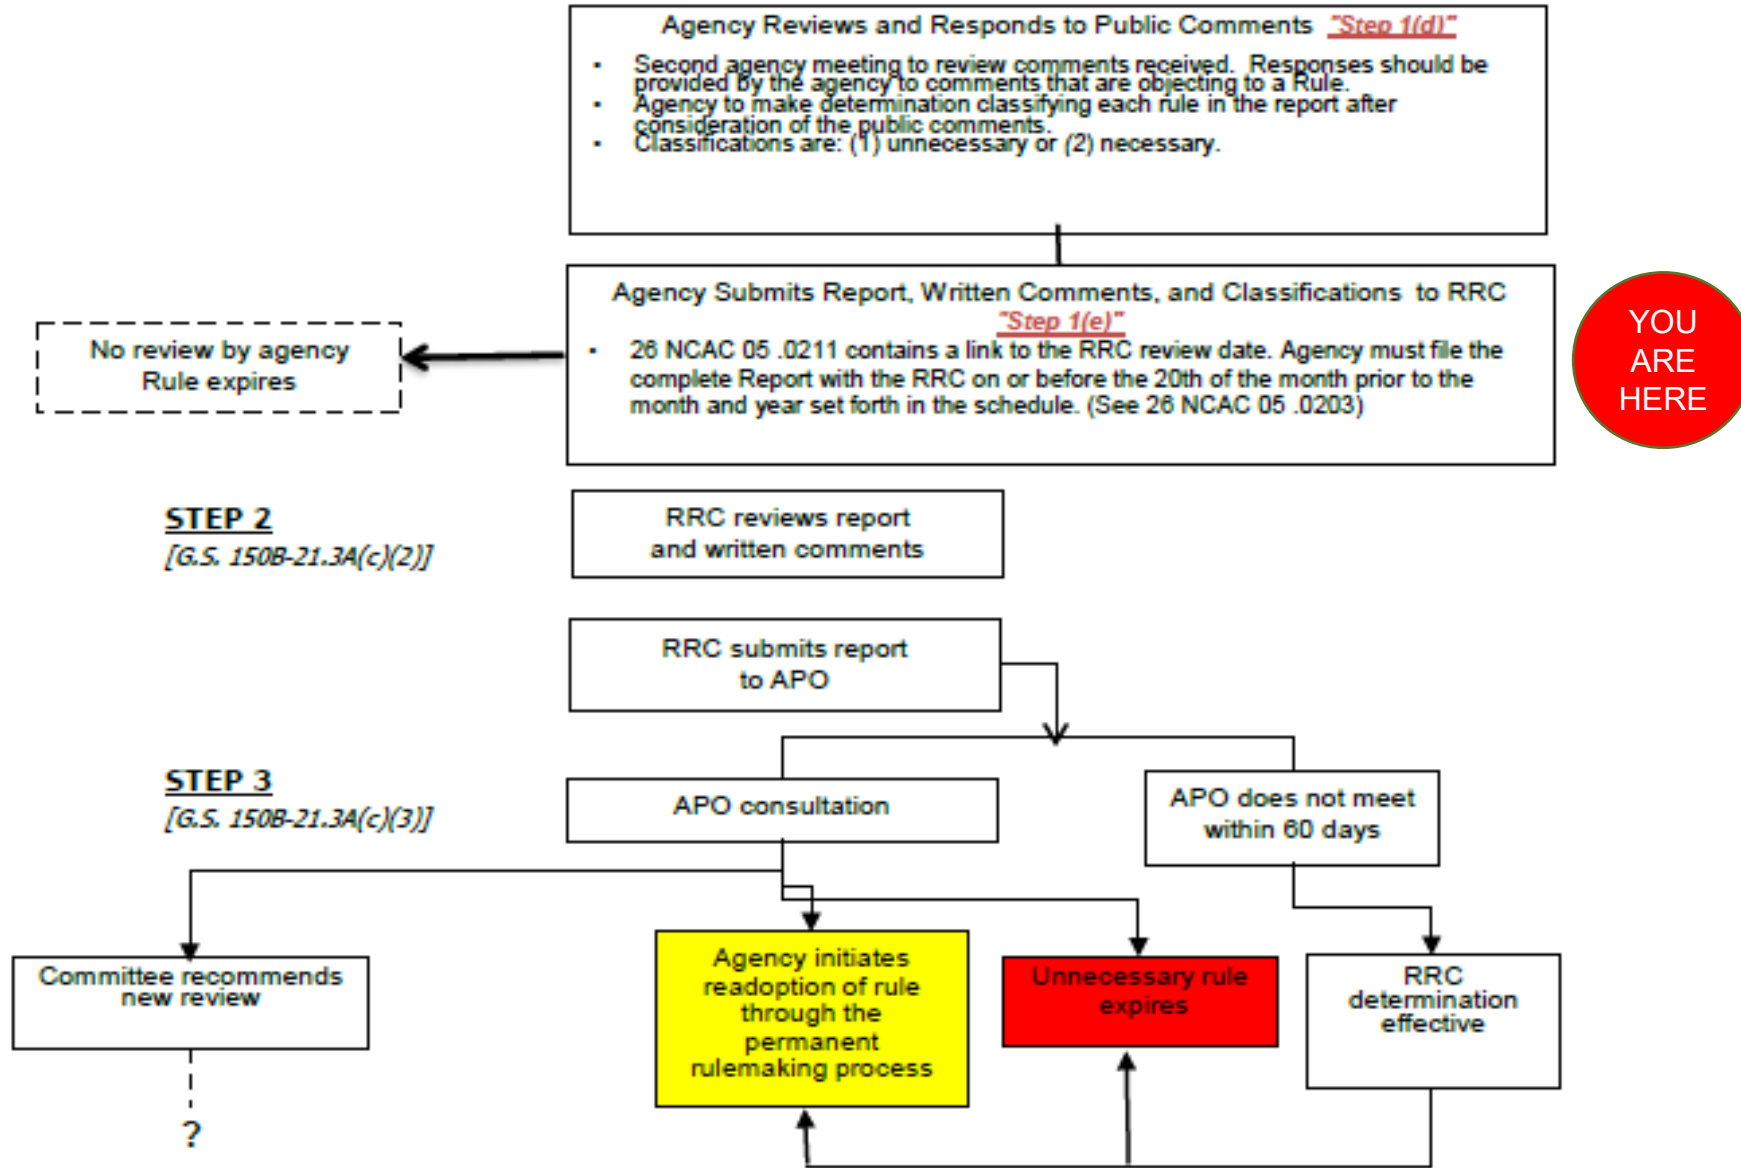 Agency Reviews and Responds to Public Comments "Step 1(d)"
▪ Second agency meeting to review comments received. Responses should be
provided by the agency to comments that are objecting to a Rule.
▪ Agency to make determination classifying each rule in the report after
consideration of the public comments.
▪ Classifications are: (1) unnecessary or (2) necessary.
Agency Submits Report, Written Comments, and Classifications to RRC
"Step 1(e)"
▪ 26 NCAC 05 .0211 contains a link to the RRC review date. Agency must file the
complete Report with the RRC on or before the 20th of the month prior to the
month and year set forth in the schedule. (See 26 NCAC 05 .0203)
YOU
ARE
HERE
No review by agency
Rule expires
STEP 2
[G.S. 150B-21.3A(c)(2)]
RRC reviews report
and written comments
RRC submits report
to APO
STEP 3
[G.S. 150B-21.3A(c)(3)]
APO consultation
APO does not meet
within 60 days
Committee recommends
new review
Agency initiates
readoption of rule
through the
permanent
rulemaking process
Unnecessary rule
expires
RRC
determination
effective
?